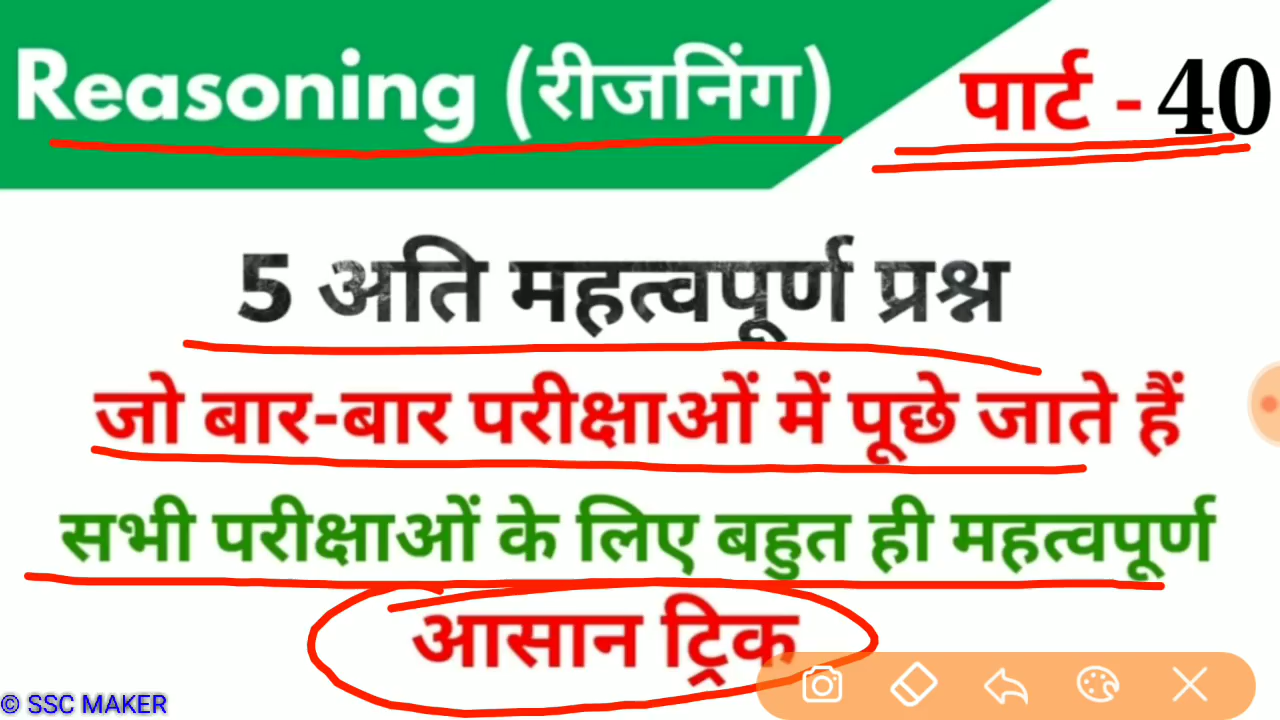 Reasoning (रीजनिंग) पार्ट - 40
5 अति महत्वपूर्ण प्रश्न
जो बार-बार परीक्षाओं में पूछे जाते हैं
सभी परीक्षाओं के लिए बहुत ही महत्वपूर्ण
आसान ट्रिक
© SSC MAKER